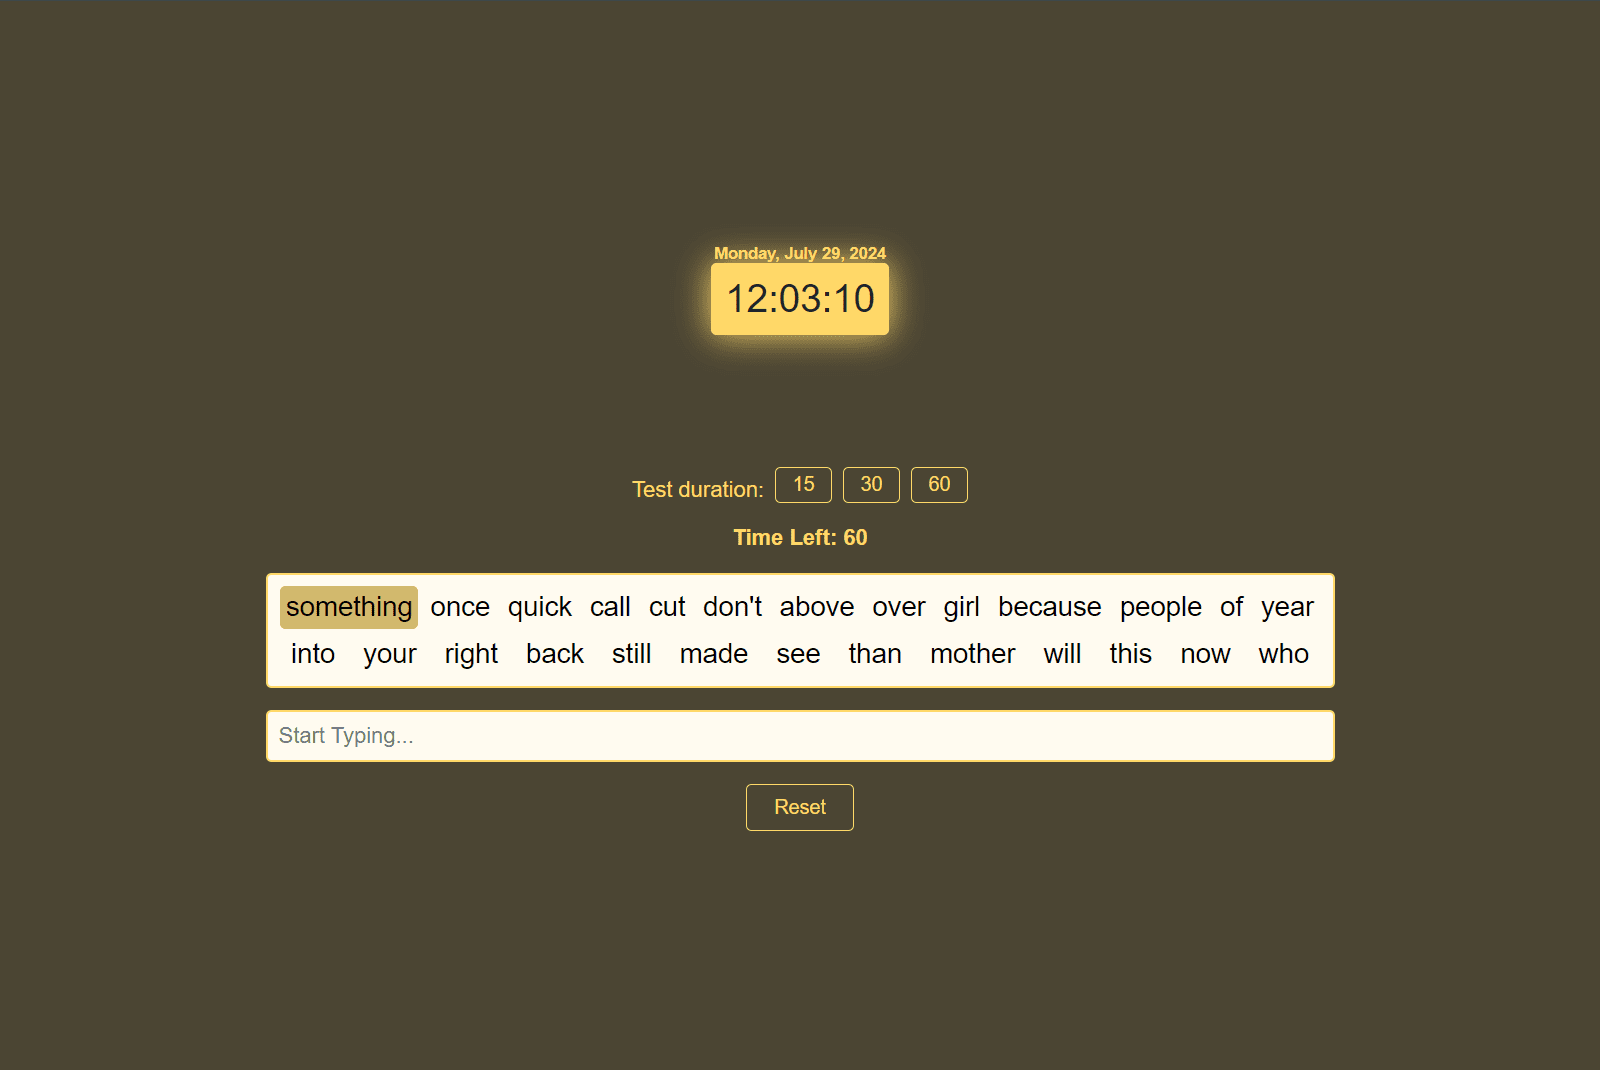 Monday, July 29, 2024
12:03:10
Test duration: 15 30 60
Time Left: 60
something once quick call cut don't above over girl because people of year
into your right back still made see than mother will this now who
Start Typing...
Reset